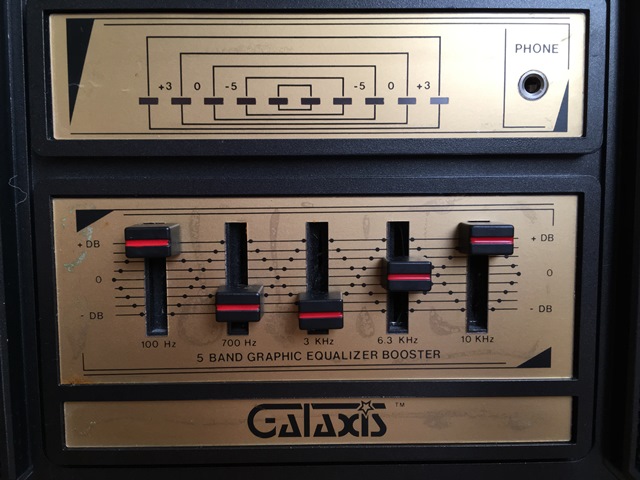 PHONE
+3 0 -5 -5 0 +3
+ DB + DB
0 0
- DB - DB
100 Hz 700 Hz 3 KHz 6.3 KHz 10 KHz
5 BAND GRAPHIC EQUALIZER BOOSTER
GALAXIS ™